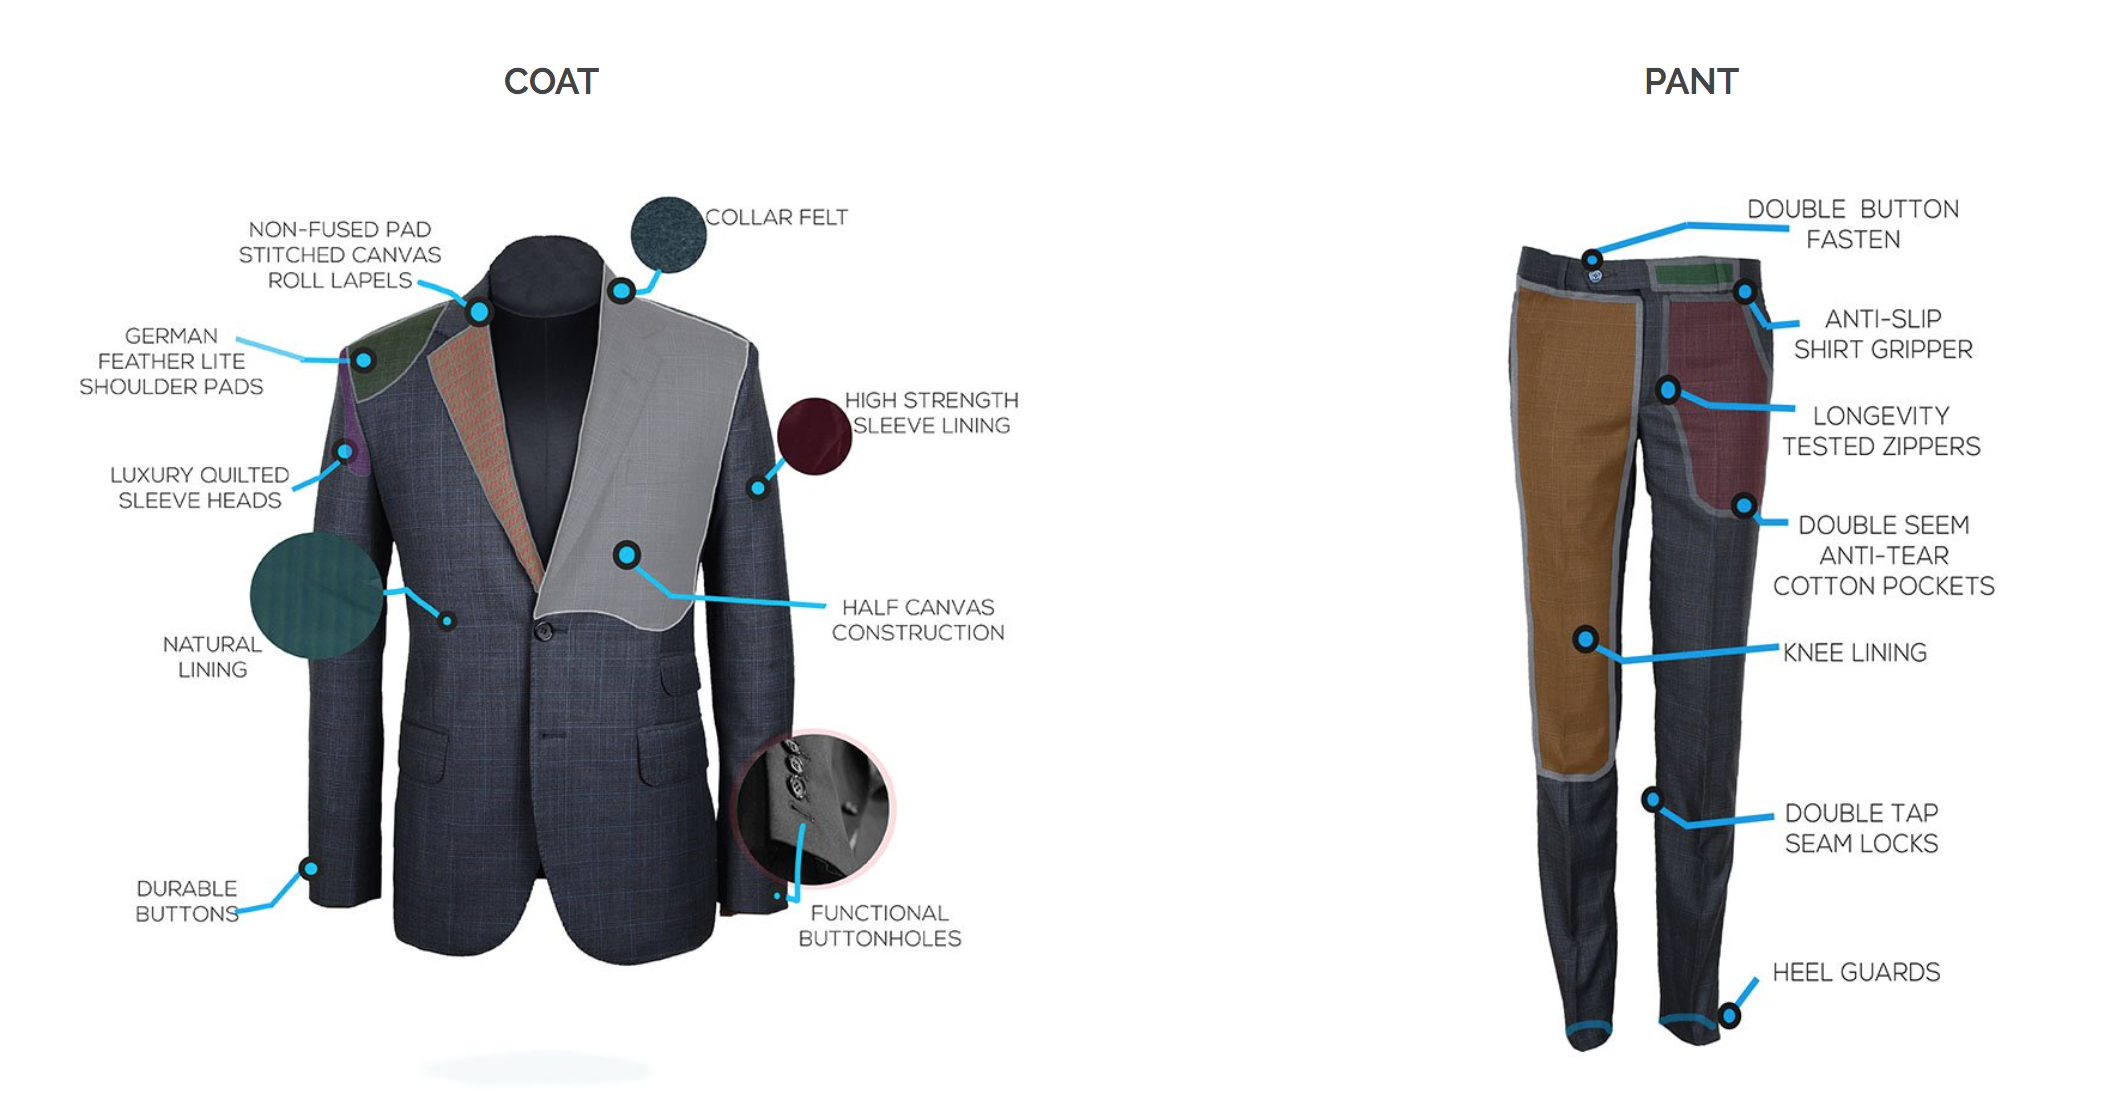 COAT
NON-FUSED PAD
STITCHED CANVAS
ROLL LAPELS
COLLAR FELT
GERMAN
FEATHER LITE
SHOULDER PADS
HIGH STRENGTH
SLEEVE LINING
LUXURY QUILTED
SLEEVE HEADS
HALF CANVAS
CONSTRUCTION
NATURAL
LINING
DURABLE
BUTTONS
FUNCTIONAL
BUTTONHOLES
PANT
DOUBLE BUTTON
FASTEN
ANTI-SLIP
SHIRT GRIPPER
LONGEVITY
TESTED ZIPPERS
DOUBLE SEEM
ANTI-TEAR
COTTON POCKETS
KNEE LINING
DOUBLE TAP
SEAM LOCKS
HEEL GUARDS